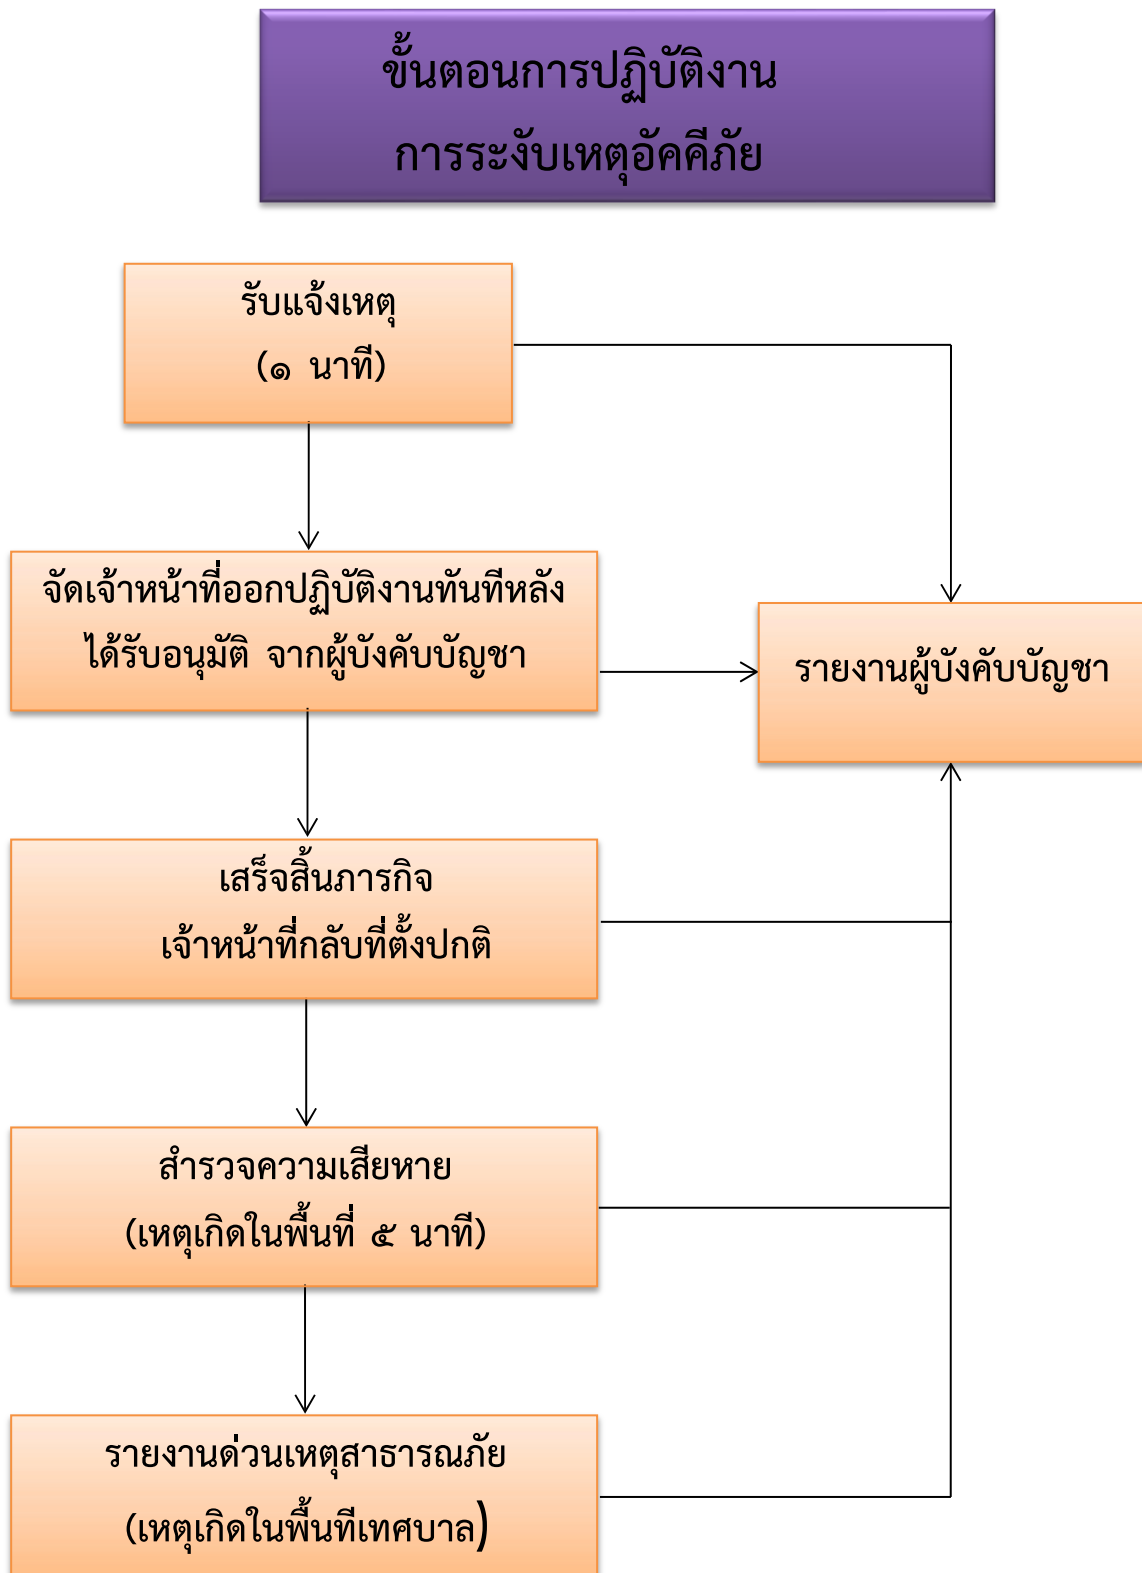 ขั้นตอนการปฏิบัติงาน
การระงับเหตุอัคคีภัย
รับแจ้งเหตุ
(๑ นาที)
จัดเจ้าหน้าที่ออกปฏิบัติงานทันทีหลัง
ได้รับอนุมัติ จากผู้บังคับบัญชา
รายงานผู้บังคับบัญชา
เสร็จสิ้นภารกิจ
เจ้าหน้าที่กลับที่ตั้งปกติ
สำรวจความเสียหาย
(เหตุเกิดในพื้นที่ ๕ นาที)
รายงานด่วนเหตุสาธารณภัย
(เหตุเกิดในพื้นทีเทศบาล)